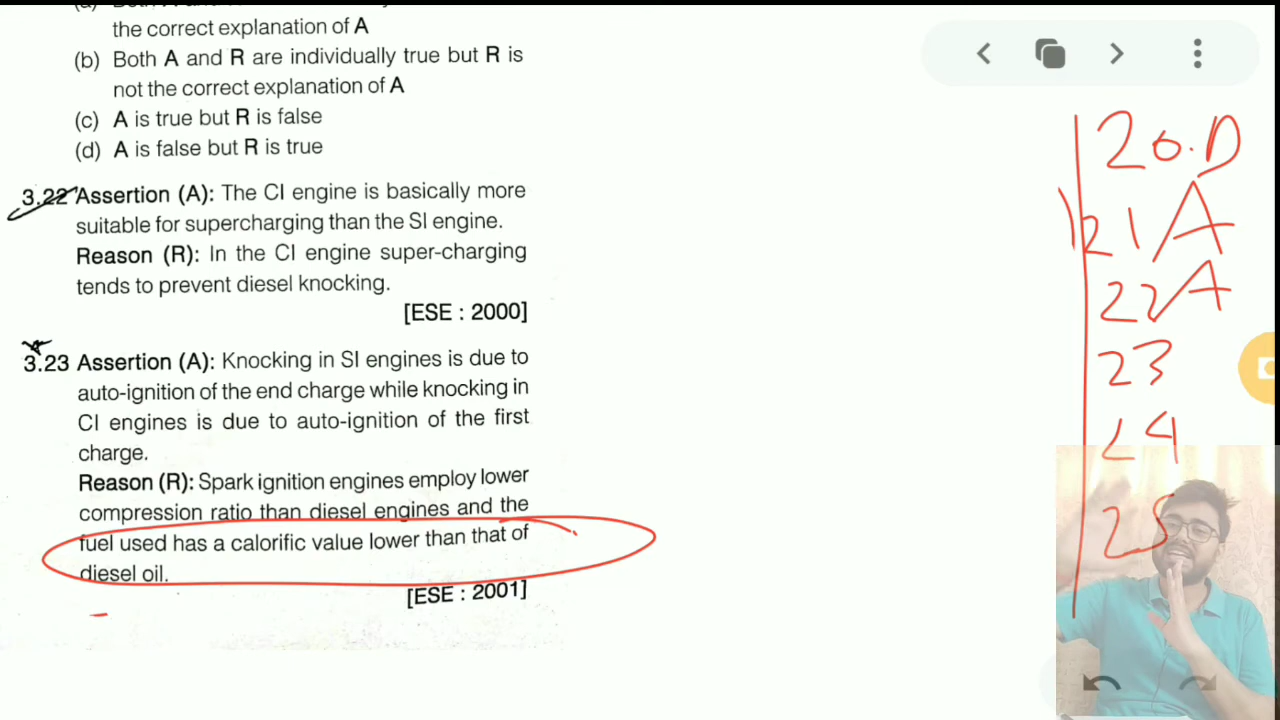 the correct explanation of A
(b) Both A and R are individually true but R is
not the correct explanation of A
(c) A is true but R is false
(d) A is false but R is true
3.22 Assertion (A): The CI engine is basically more
suitable for supercharging than the SI engine.
Reason (R): In the CI engine super-charging
tends to prevent diesel knocking.
[ESE : 2000]
3.23 Assertion (A): Knocking in SI engines is due to
auto-ignition of the end charge while knocking in
CI engines is due to auto-ignition of the first
charge.
Reason (R): Spark ignition engines employ lower
compression ratio than diesel engines and the
fuel used has a calorific value lower than that of
diesel oil.
[ESE : 2001]
20.D
21 A
22 A
23
24
25